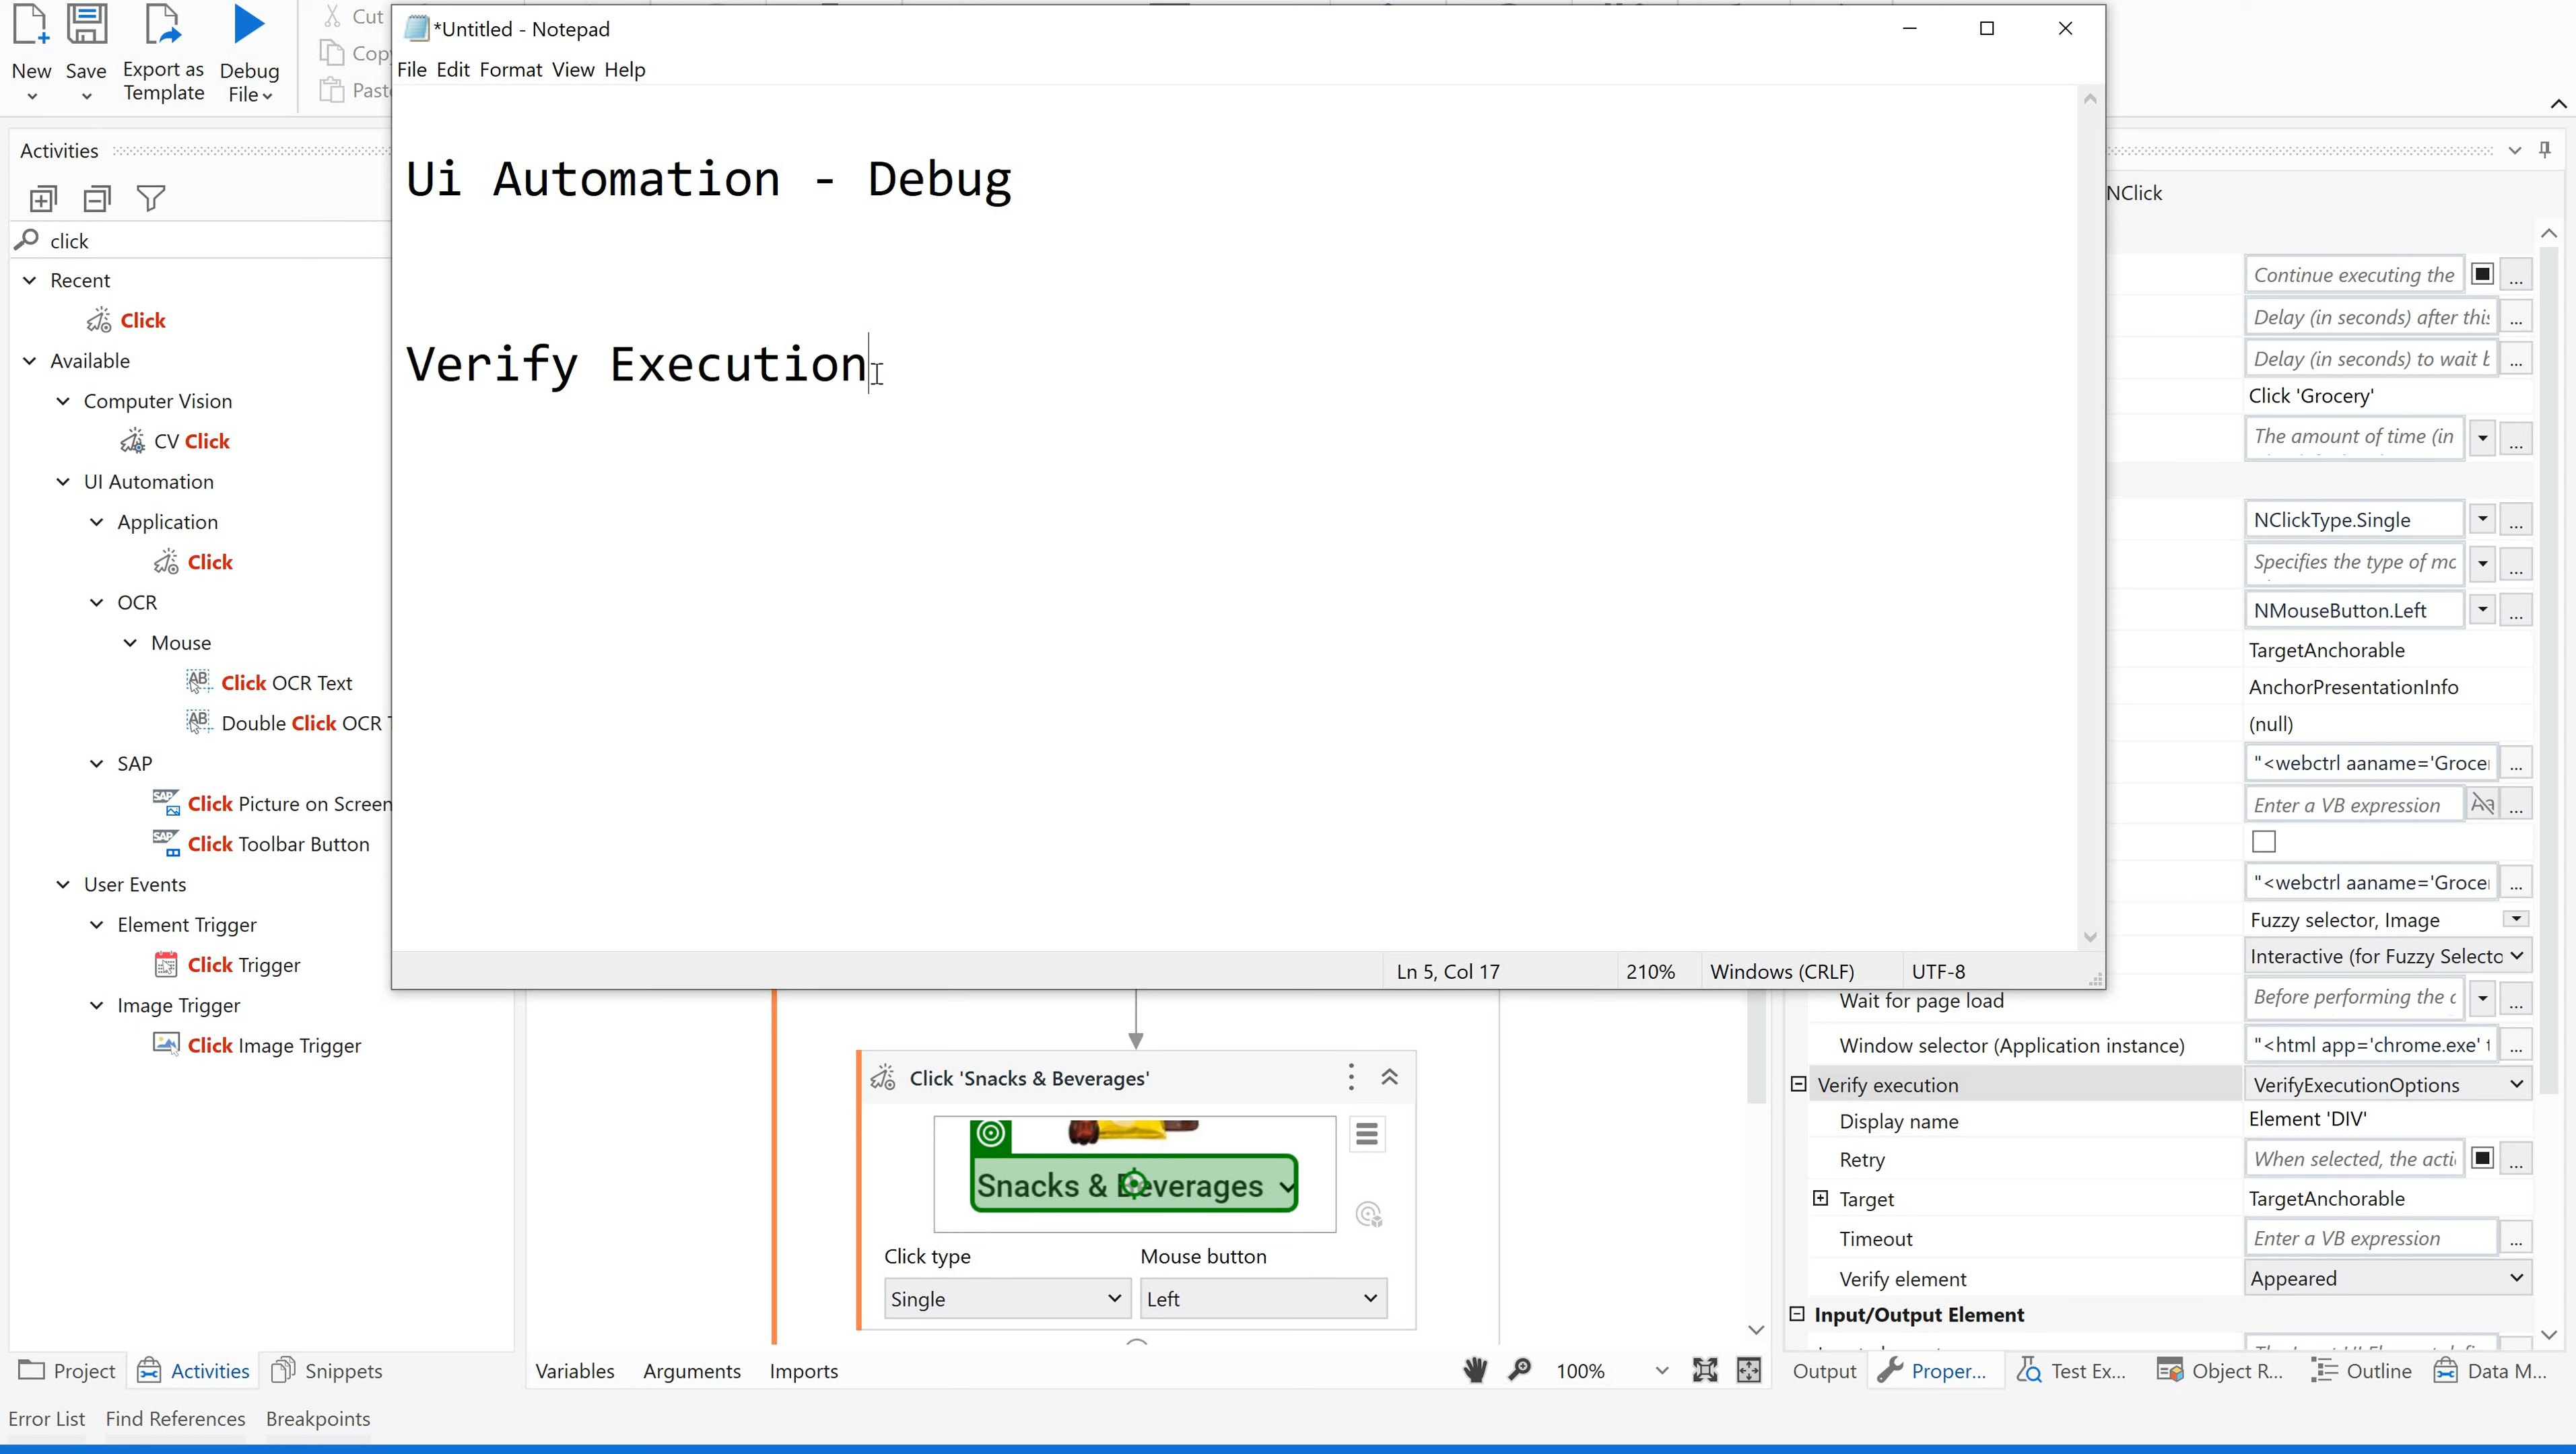 New
Save
Export as
Template
Debug
File
Cut
*Untitled - Notepad
File Edit Format View Help
Ui Automation - Debug
Verify Execution
Ln 5, Col 17
210%
Windows (CRLF)
UTF-8
Activities
click
Recent
Click
Available
Computer Vision
CV Click
UI Automation
Application
Click
OCR
Mouse
Click OCR Text
Double Click OCR
SAP
Click Picture on Screen
Click Toolbar Button
User Events
Element Trigger
Click Trigger
Image Trigger
Click Image Trigger
Click 'Snacks & Beverages'
Snacks & Beverages
Click type
Mouse button
Single
Left
NClick
Continue executing the
Delay (in seconds) after this
Delay (in seconds) to wait
Click 'Grocery'
The amount of time (in
NClickType.Single
Specifies the type of
NMouseButton.Left
TargetAnchorable
AnchorPresentationInfo
(null)
"<webctrl aaname='Groce
Enter a VB expression
"<webctrl aaname='Groce
Fuzzy selector, Image
Interactive (for Fuzzy Selecto
Wait for page load
Before performing the
Window selector (Application instance)
"<html app='chrome.exe'
Verify execution
VerifyExecutionOptions
Display name
Element 'DIV'
Retry
When selected, the acti
Target
TargetAnchorable
Timeout
Enter a VB expression
Verify element
Appeared
Input/Output Element
Project
Activities
Snippets
Variables
Arguments
Imports
100%
Output
Proper...
Test Ex...
Object R...
Outline
Data M...
Error List
Find References
Breakpoints